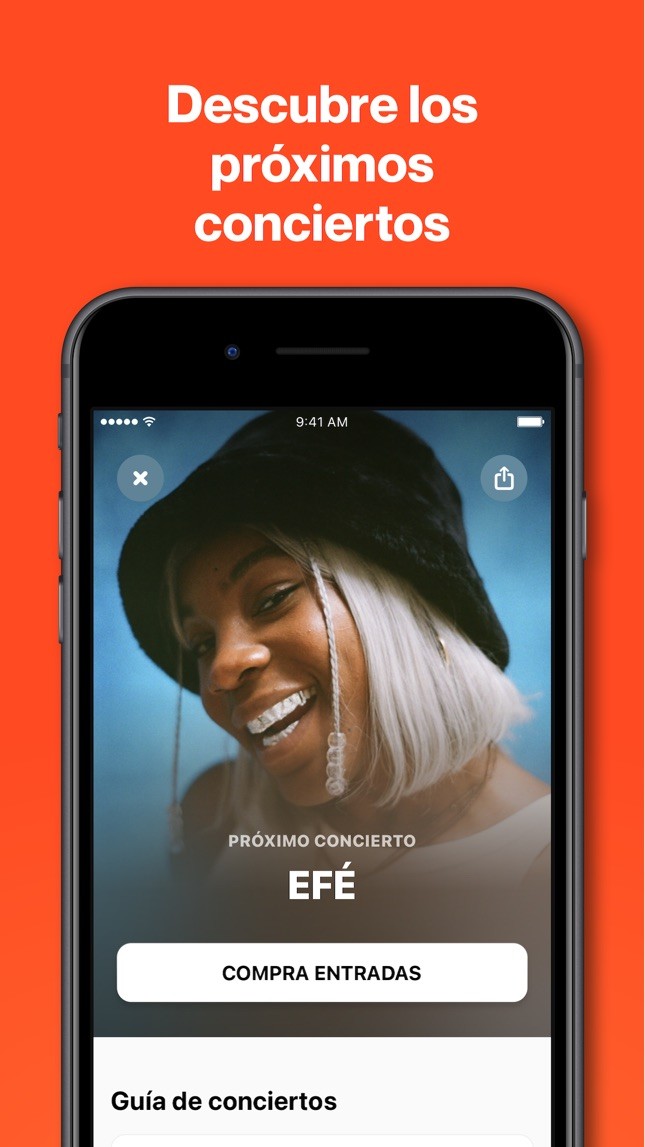 Descubre los
próximos
conciertos
9:41 AM
PRÓXIMO CONCIERTO
EFÉ
COMPRA ENTRADAS
Guía de conciertos